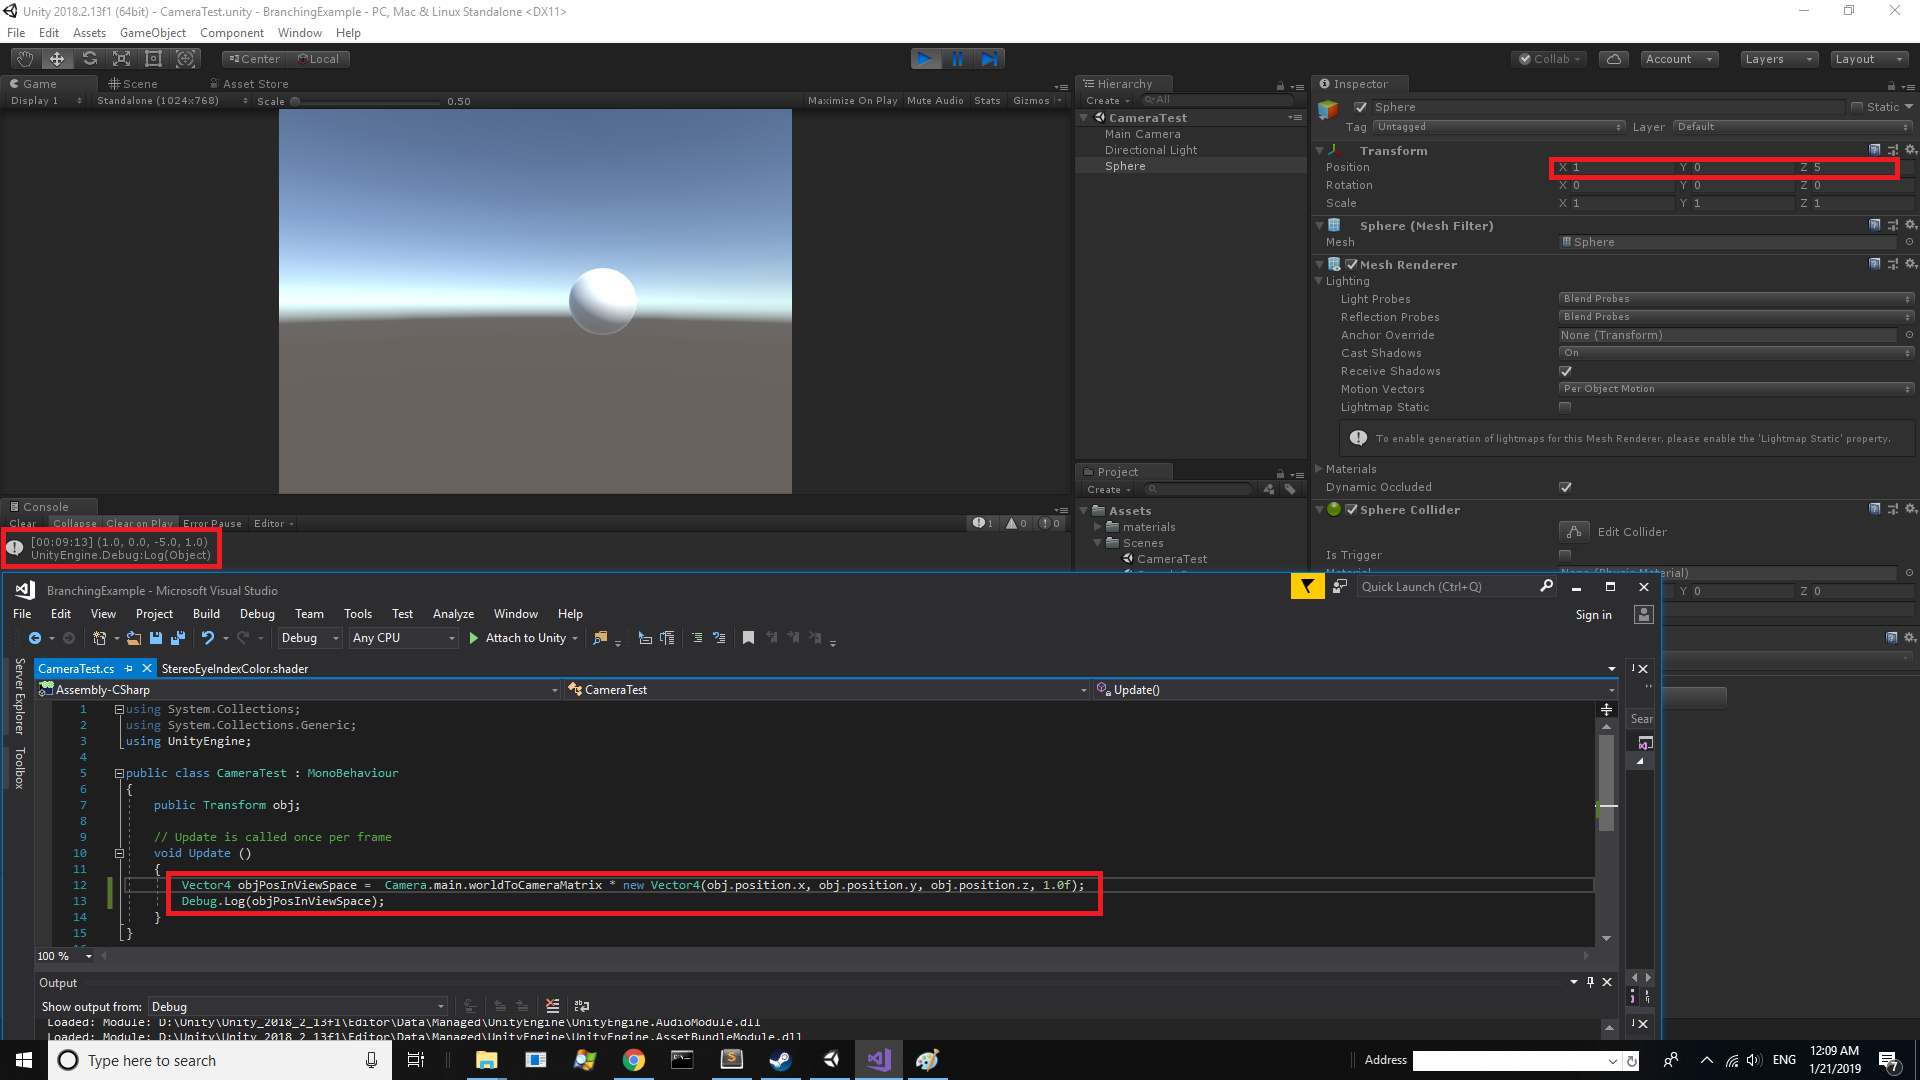 Unity 2018.2.13f1 (64bit) - CameraTest.unity - BranchingExample - PC, Mac & Linux Standalone <DX11>
File Edit Assets GameObject Component Window Help
Center Local Collab Account Layers Layout
Game Scene Asset Store
Display 1 Standalone (1024x768) Scale 0.50 Maximize On Play Mute Audio Stats Gizmos
Hierarchy
Create All
CameraTest
Main Camera
Directional Light
Sphere
Inspector
Sphere Static
Tag Untagged Layer Default
Transform
Position X 1 Y 0 Z 5
Rotation X 0 Y 0 Z 0
Scale X 1 Y 1 Z 1
Sphere (Mesh Filter)
Mesh Sphere
Mesh Renderer
Lighting
Light Probes Blend Probes
Reflection Probes Blend Probes
Anchor Override None (Transform)
Cast Shadows On
Receive Shadows
Motion Vectors Per Object Motion
Lightmap Static
To enable generation of lightmaps for this Mesh Renderer, please enable the 'Lightmap Static' property.
Materials
Dynamic Occluded
Sphere Collider
Edit Collider
Is Trigger
Y 0 Z 0
Project
Create
Assets
materials
Scenes
CameraTest
Console
Clear Collapse Clear on Play Error Pause Editor 1 0 0
[00:09:13] (1.0, 0.0, -5.0, 1.0)
UnityEngine.Debug:Log(Object)
BranchingExample - Microsoft Visual Studio
Quick Launch (Ctrl+Q)
File Edit View Project Build Debug Team Tools Test Analyze Window Help
Sign in
Debug Any CPU Attach to Unity
Server Explorer
Toolbox
CameraTest.cs StereoEyeIndexColor.shader
Assembly-CSharp CameraTest Update()
Sear
1 using System.Collections;
2 using System.Collections.Generic;
3 using UnityEngine;
4
5 public class CameraTest : MonoBehaviour
6 {
7 public Transform obj;
8
9 // Update is called once per frame
10 void Update ()
11 {
12 Vector4 objPosInViewSpace =  Camera.main.worldToCameraMatrix * new Vector4(obj.position.x, obj.position.y, obj.position.z, 1.0f);
13 Debug.Log(objPosInViewSpace);
14 }
15 }
100 %
Output
Show output from: Debug
Loaded: Module: D:\Unity\Unity_2018_2_13f1\Editor\Data\Managed\UnityEngine\UnityEngine.AudioModule.dll
Loaded: Module: D:\Unity\Unity_2018_2_13f1\Editor\Data\Managed\UnityEngine\UnityEngine.AssetBundleModule.dll
Type here to search
Address
ENG
12:09 AM
1/21/2019
7